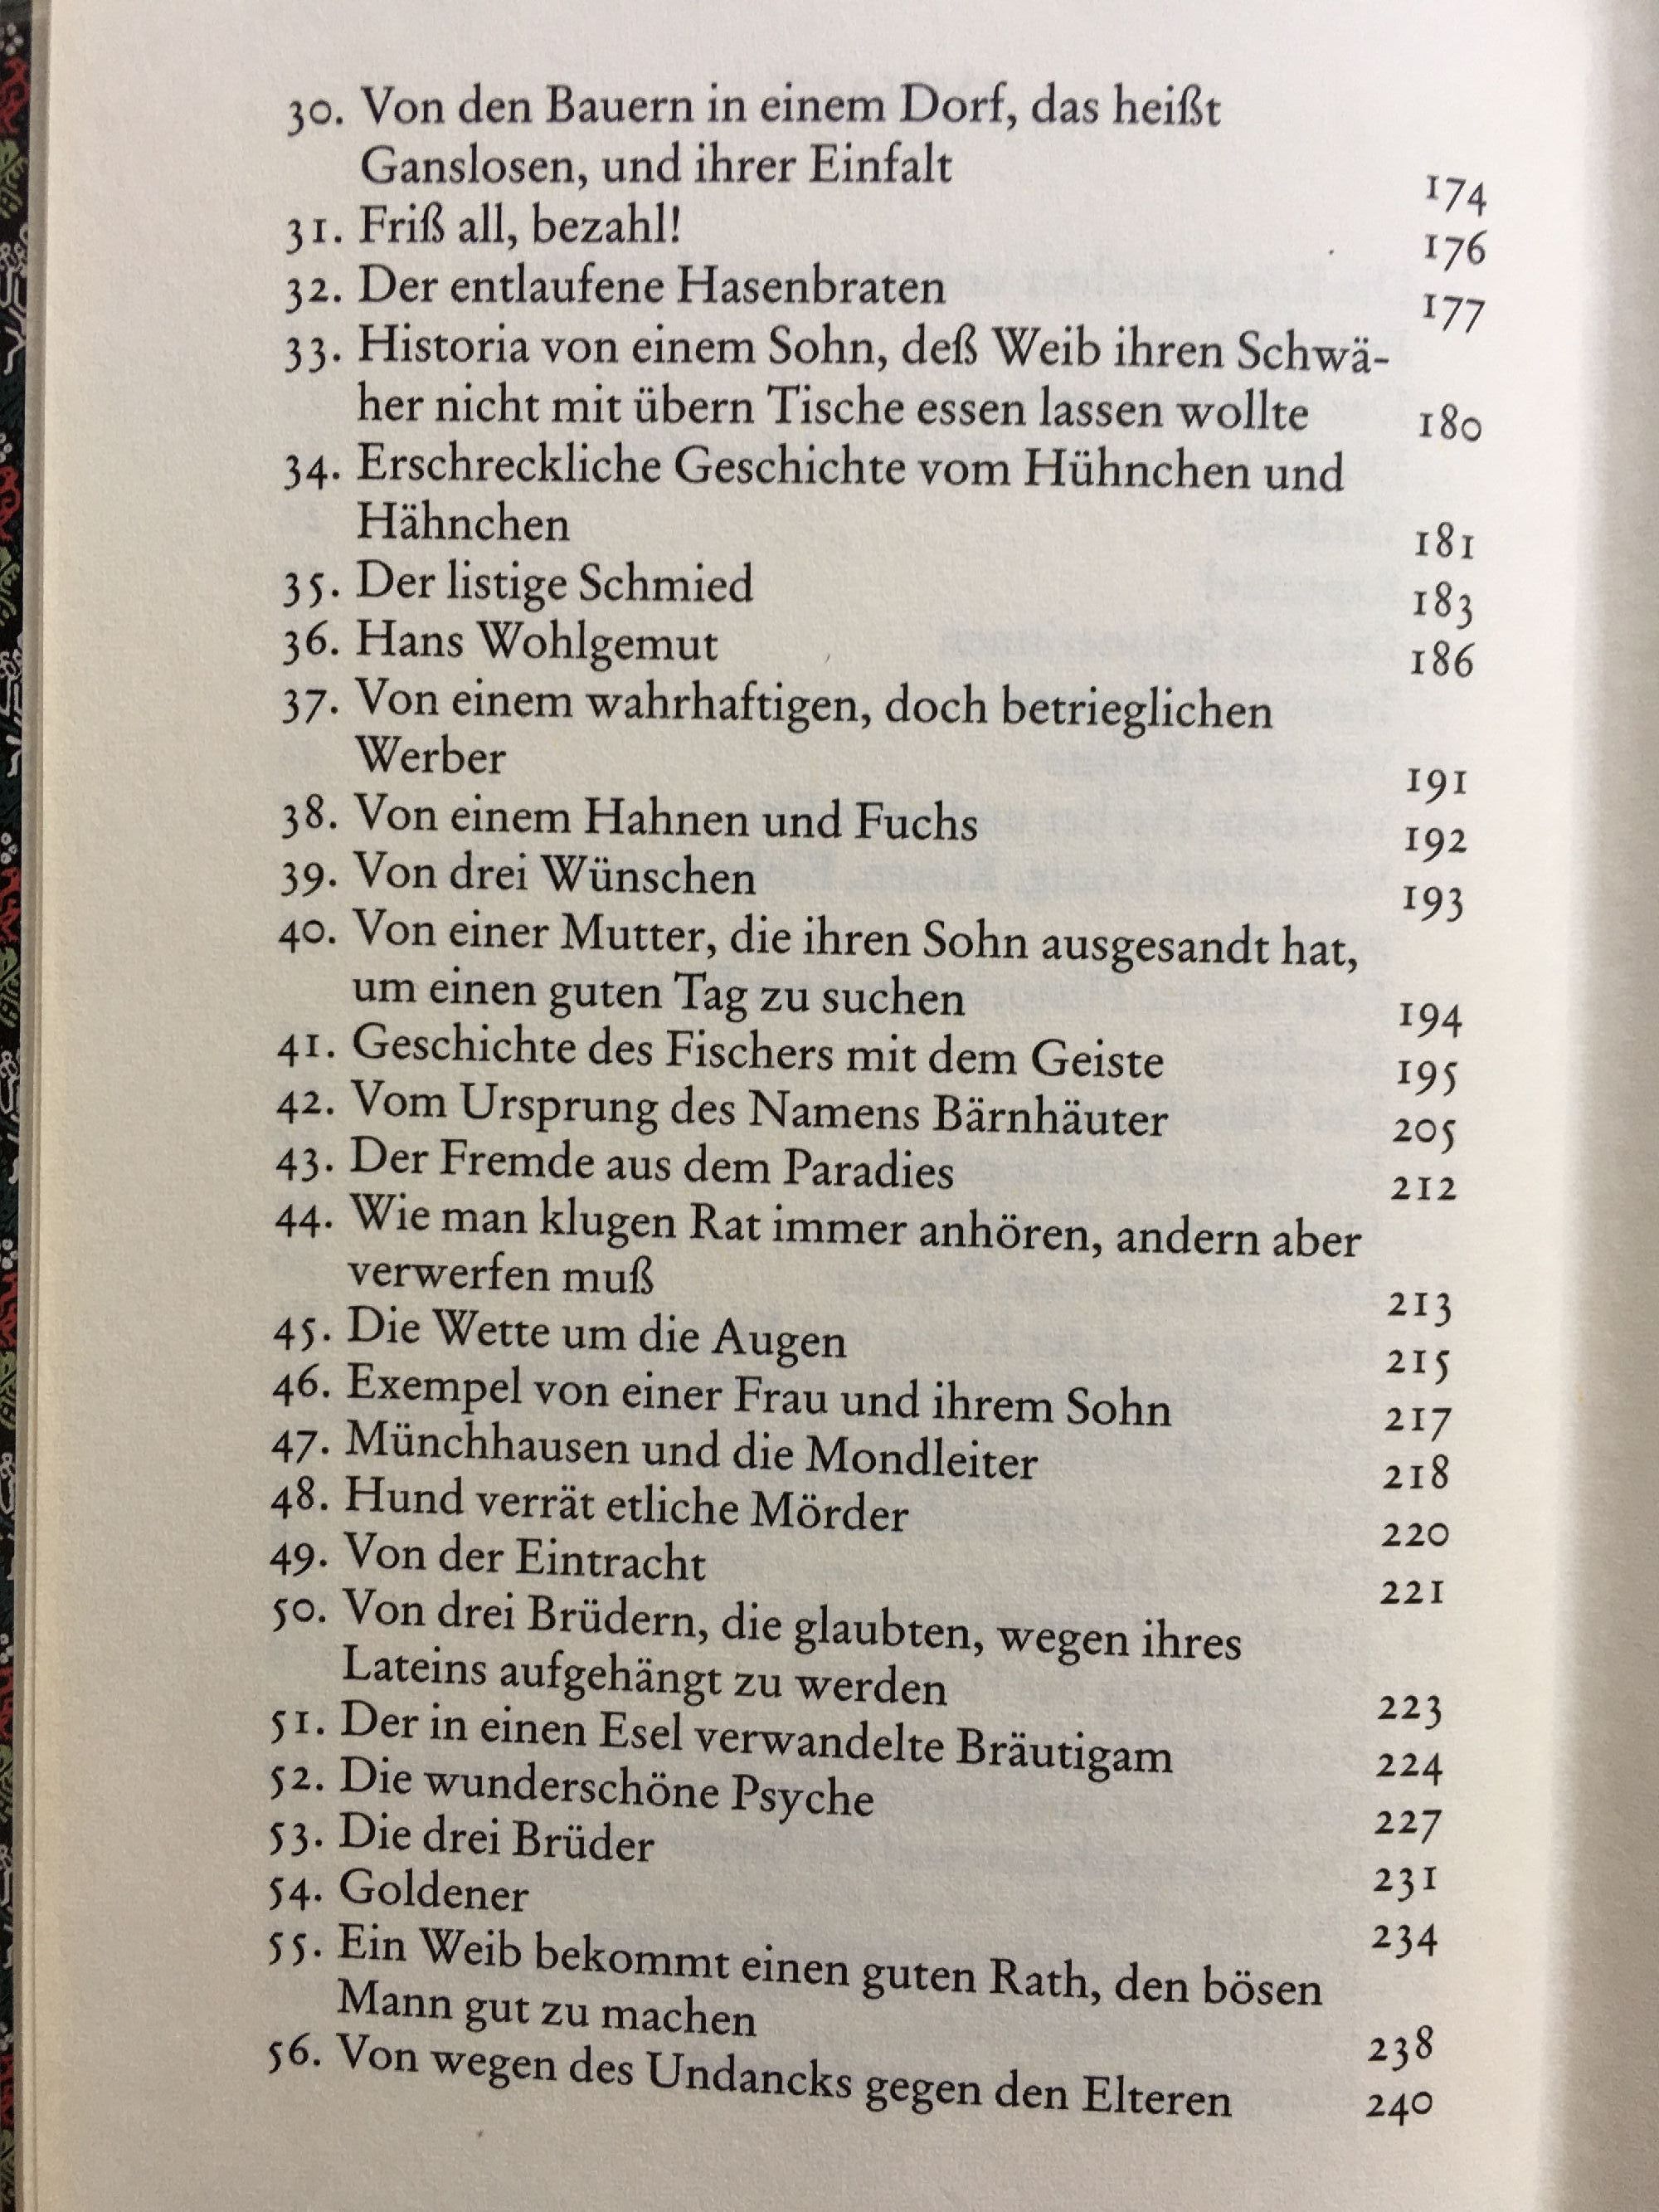 30. Von den Bauern in einem Dorf, das heißt
Ganslosen, und ihrer Einfalt 174
31. Friß all, bezahl! 176
32. Der entlaufene Hasenbraten 177
33. Historia von einem Sohn, deß Weib ihren Schwä-
her nicht mit übern Tische essen lassen wollte 180
34. Erschreckliche Geschichte vom Hühnchen und
Hähnchen 181
35. Der listige Schmied 183
36. Hans Wohlgemut 186
37. Von einem wahrhaftigen, doch betrieglichen
Werber 191
38. Von einem Hahnen und Fuchs 192
39. Von drei Wünschen 193
40. Von einer Mutter, die ihren Sohn ausgesandt hat,
um einen guten Tag zu suchen 194
41. Geschichte des Fischers mit dem Geiste 195
42. Vom Ursprung des Namens Bärnhäuter 205
43. Der Fremde aus dem Paradies 212
44. Wie man klugen Rat immer anhören, andern aber
verwerfen muß 213
45. Die Wette um die Augen 215
46. Exempel von einer Frau und ihrem Sohn 217
47. Münchhausen und die Mondleiter 218
48. Hund verrät etliche Mörder 220
49. Von der Eintracht 221
50. Von drei Brüdern, die glaubten, wegen ihres
Lateins aufgehängt zu werden 223
51. Der in einen Esel verwandelte Bräutigam 224
52. Die wunderschöne Psyche 227
53. Die drei Brüder 231
54. Goldener 234
55. Ein Weib bekommt einen guten Rath, den bösen
Mann gut zu machen 238
56. Von wegen des Undancks gegen den Elteren 240